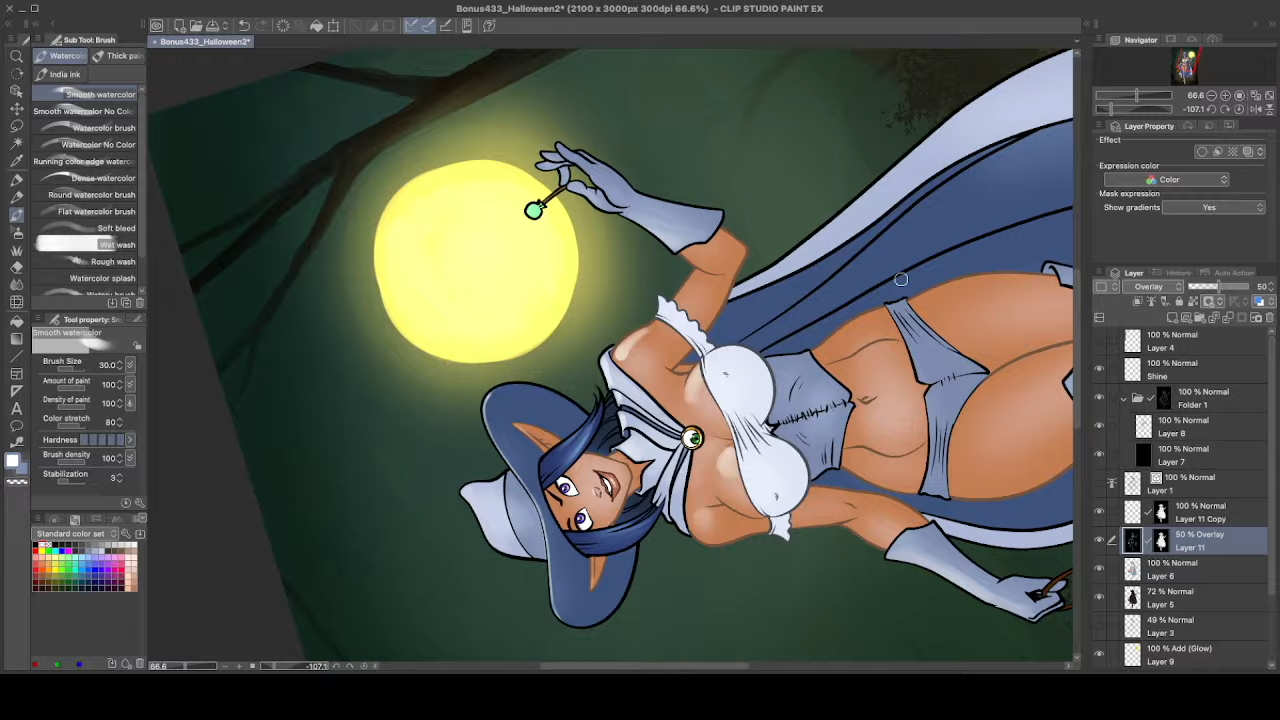 Bonus433_Halloween2* (2100 x 3000px 300dpi 66.6%) - CLIP STUDIO PAINT EX
Sub Tool: Brush
Bonus433_Halloween2*
Navigator
Thick pai
India ink
Smooth watercolor
Smooth watercolor No Colo
Watercolor brush
Watercolor No Color
Running color edge waterc
Dense watercolor
Round watercolor brush
Flat watercolor brush
Soft bleed
Wet wash
Rough wash
Watercolor splash
Smooth watercolor
Brush Size 30.0
Amount of paint 100
Density of paint 100
Color stretch 80
Hardness
Brush density 100
Stabilization 3
Standard color set
66.6
-107.1
66.6
-107.1
Layer Property
Effect
Expression color
Color
Mask expression
Show gradients Yes
Layer History Auto Action
Overlay 50
100 % Normal
Layer 4
100 % Normal
Shine
100 % Normal
Folder 1
100 % Normal
Layer 8
100 % Normal
Layer 7
100 % Normal
Layer 1
100 % Normal
Layer 11 Copy
50 % Overlay
Layer 11
100 % Normal
Layer 6
72 % Normal
Layer 5
49 % Normal
Layer 3
100 % Add (Glow)
Layer 9